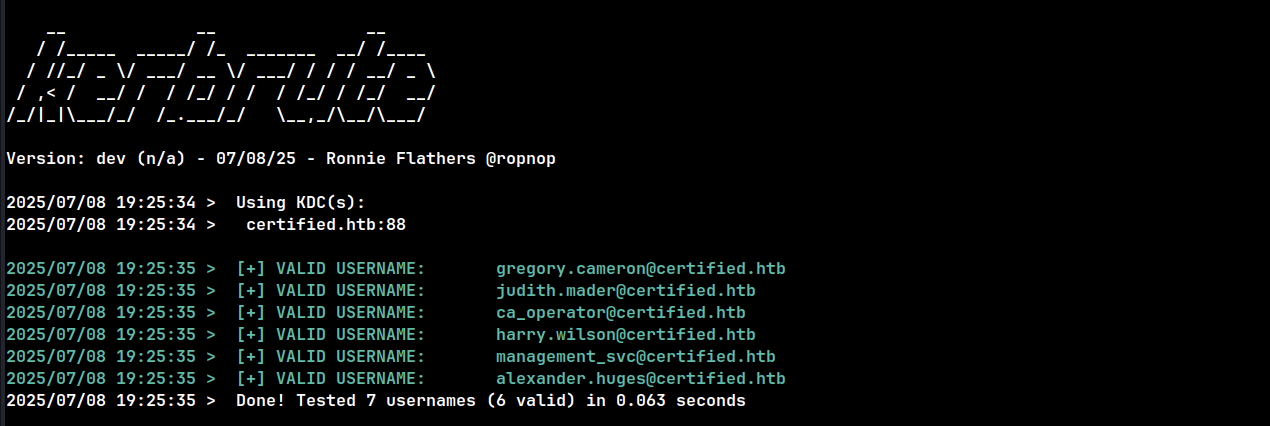 __             __               __
   / /_____  _____/ /_  _______  __/ /____
  / //_/ _ \/ ___/ __ \/ ___/ / / / __/ _ \
 / ,< /  __/ /  / /_/ / /  / /_/ / /_/  __/
/_/|_|\___/_/  /_.___/_/   \__,_/\__/\___/
Version: dev (n/a) - 07/08/25 - Ronnie Flathers @ropnop
2025/07/08 19:25:34 >  Using KDC(s):
2025/07/08 19:25:34 >   certified.htb:88
2025/07/08 19:25:35 >  [+] VALID USERNAME:       gregory.cameron@certified.htb
2025/07/08 19:25:35 >  [+] VALID USERNAME:       judith.mader@certified.htb
2025/07/08 19:25:35 >  [+] VALID USERNAME:       ca_operator@certified.htb
2025/07/08 19:25:35 >  [+] VALID USERNAME:       harry.wilson@certified.htb
2025/07/08 19:25:35 >  [+] VALID USERNAME:       management_svc@certified.htb
2025/07/08 19:25:35 >  [+] VALID USERNAME:       alexander.huges@certified.htb
2025/07/08 19:25:35 >  Done! Tested 7 usernames (6 valid) in 0.063 seconds